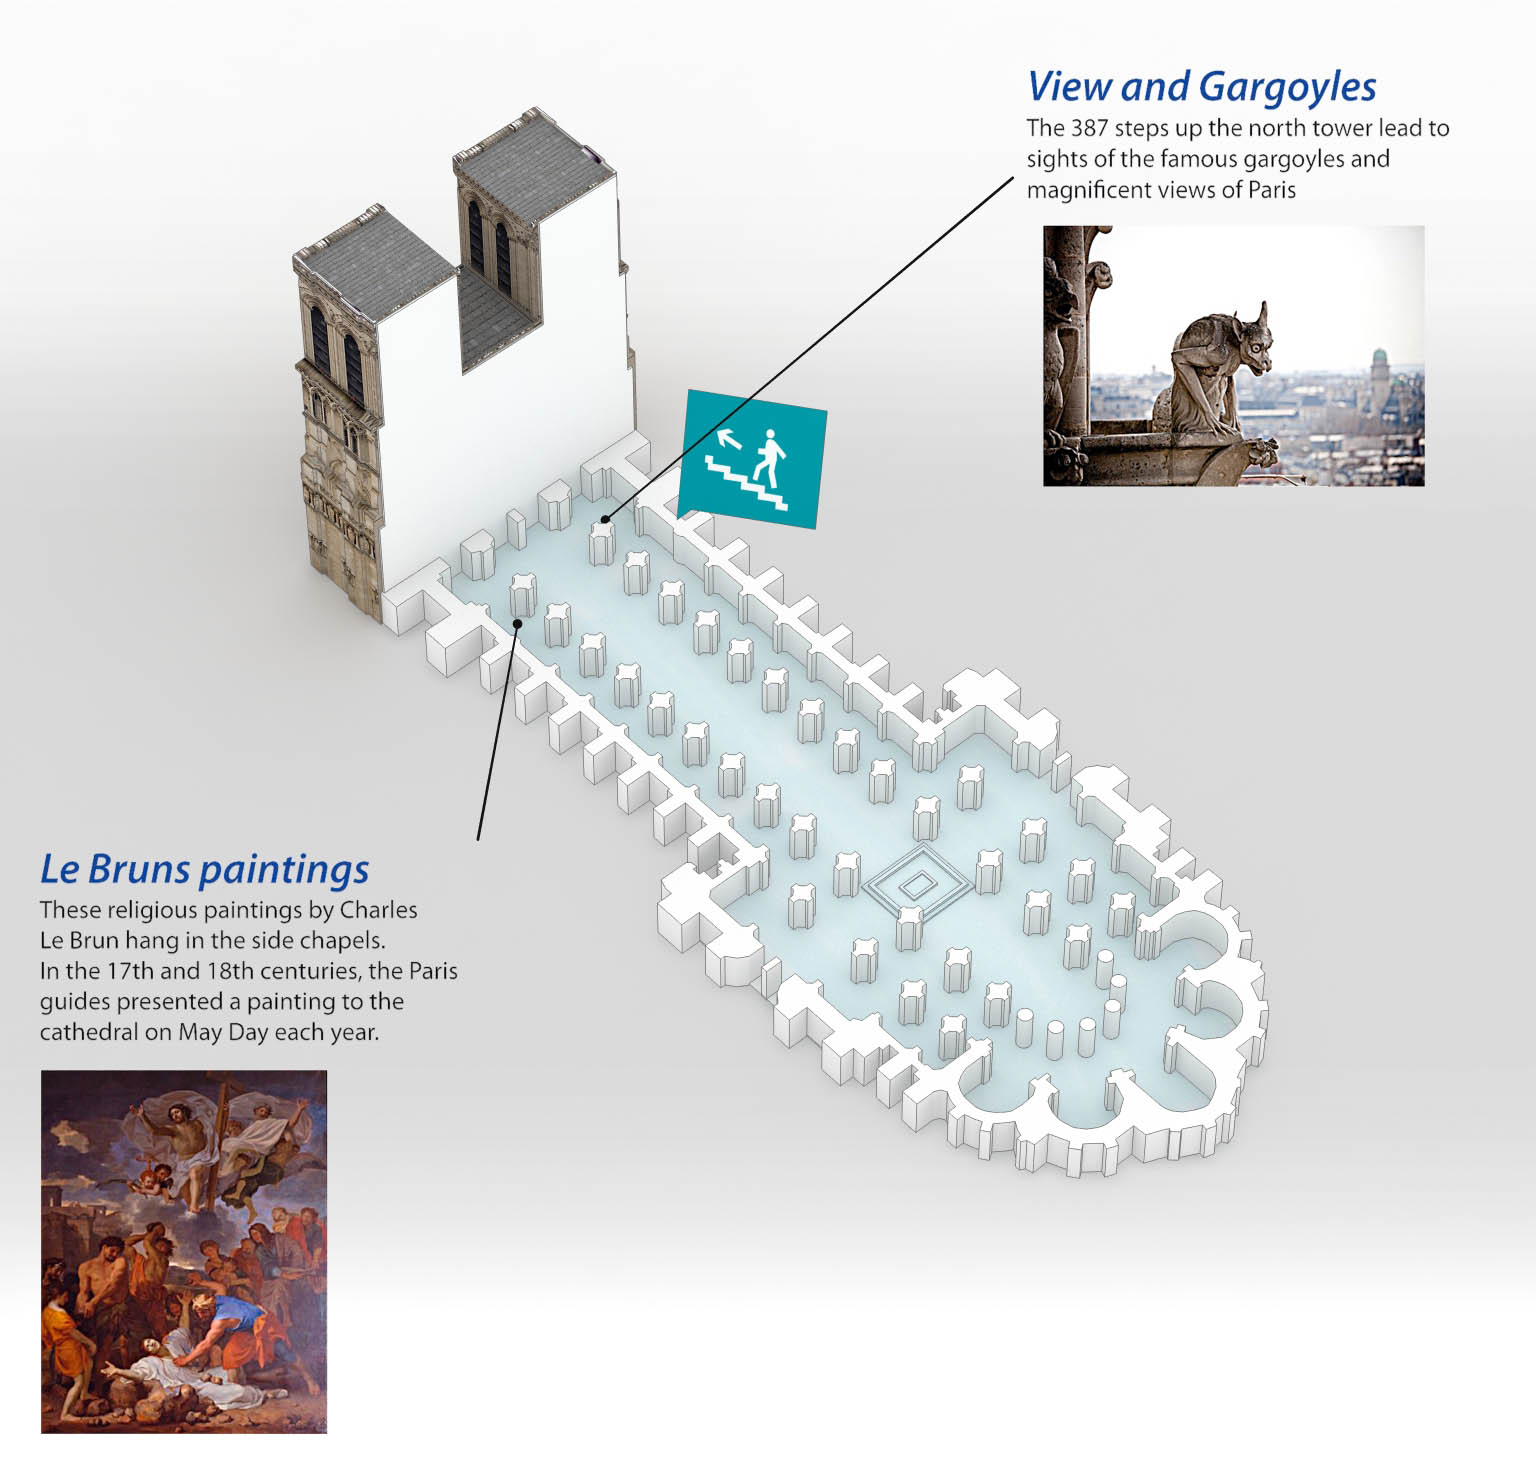 View and Gargoyles
The 387 steps up the north tower lead to
sights of the famous gargoyles and
magnificent views of Paris
Le Bruns paintings
These religious paintings by Charles
Le Brun hang in the side chapels.
In the 17th and 18th centuries, the Paris
guides presented a painting to the
cathedral on May Day each year.